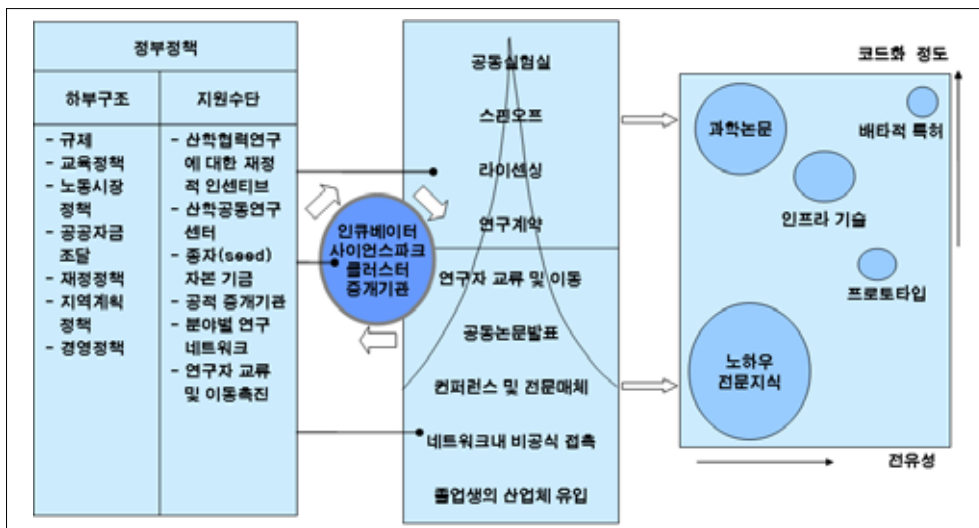 정부정책
하부구조
지원수단
- 규제
- 교육정책
- 노동시장
정책
- 공공자금
조달
- 재정정책
- 지역계획
정책
- 경영정책
- 산학협력연구
에 대한 재정
적 인센티브
- 산학공동연구
센터
- 종자(seed)
자본 기금
- 공적 중개기관
- 분야별 연구
네트워크
- 연구자 교류
및 이동촉진
인큐베이터
사이언스파크
클러스터
중개기관
공동실험실
스핀오프
라이센싱
연구계약
연구자 교류 및 이동
공동논문발표
컨퍼런스 및 전문매체
네트워크내 비공식 접촉
졸업생의 산업체 유입
코드화 정도
과학논문
배타적 특허
인프라 기술
프로토타입
노하우
전문지식
전유성